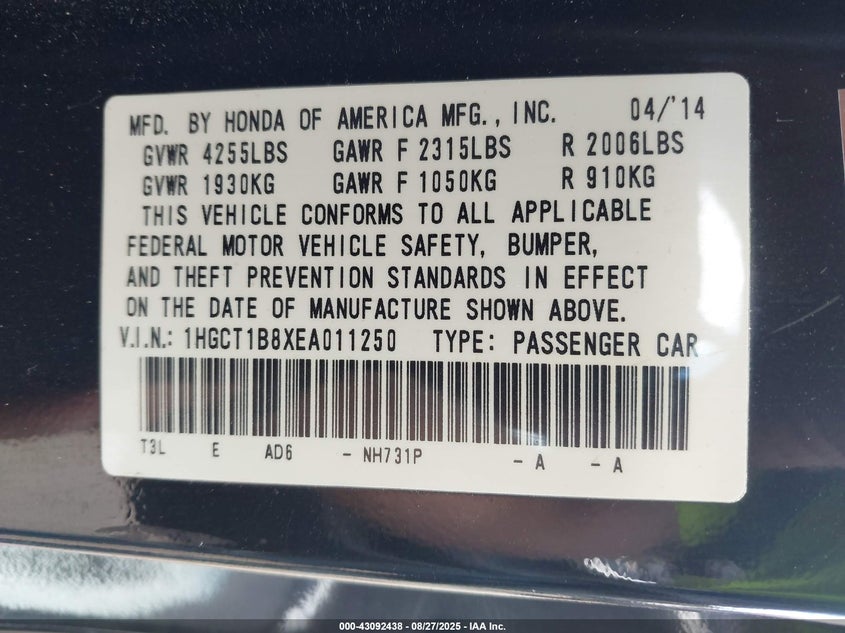 MFD. BY HONDA OF AMERICA MFG., INC. 04/'14
GVWR 4255LBS GAWR F 2315LBS R 2006LBS
GVWR 1930KG GAWR F 1050KG R 910KG
THIS VEHICLE CONFORMS TO ALL APPLICABLE
FEDERAL MOTOR VEHICLE SAFETY, BUMPER,
AND THEFT PREVENTION STANDARDS IN EFFECT
ON THE DATE OF MANUFACTURE SHOWN ABOVE.
V.I.N.: 1HGCT1B8XEA011250 TYPE: PASSENGER CAR
T3L E AD6 - NH731P - A - A
000-43092438 - 08/27/2025 - IAA Inc.